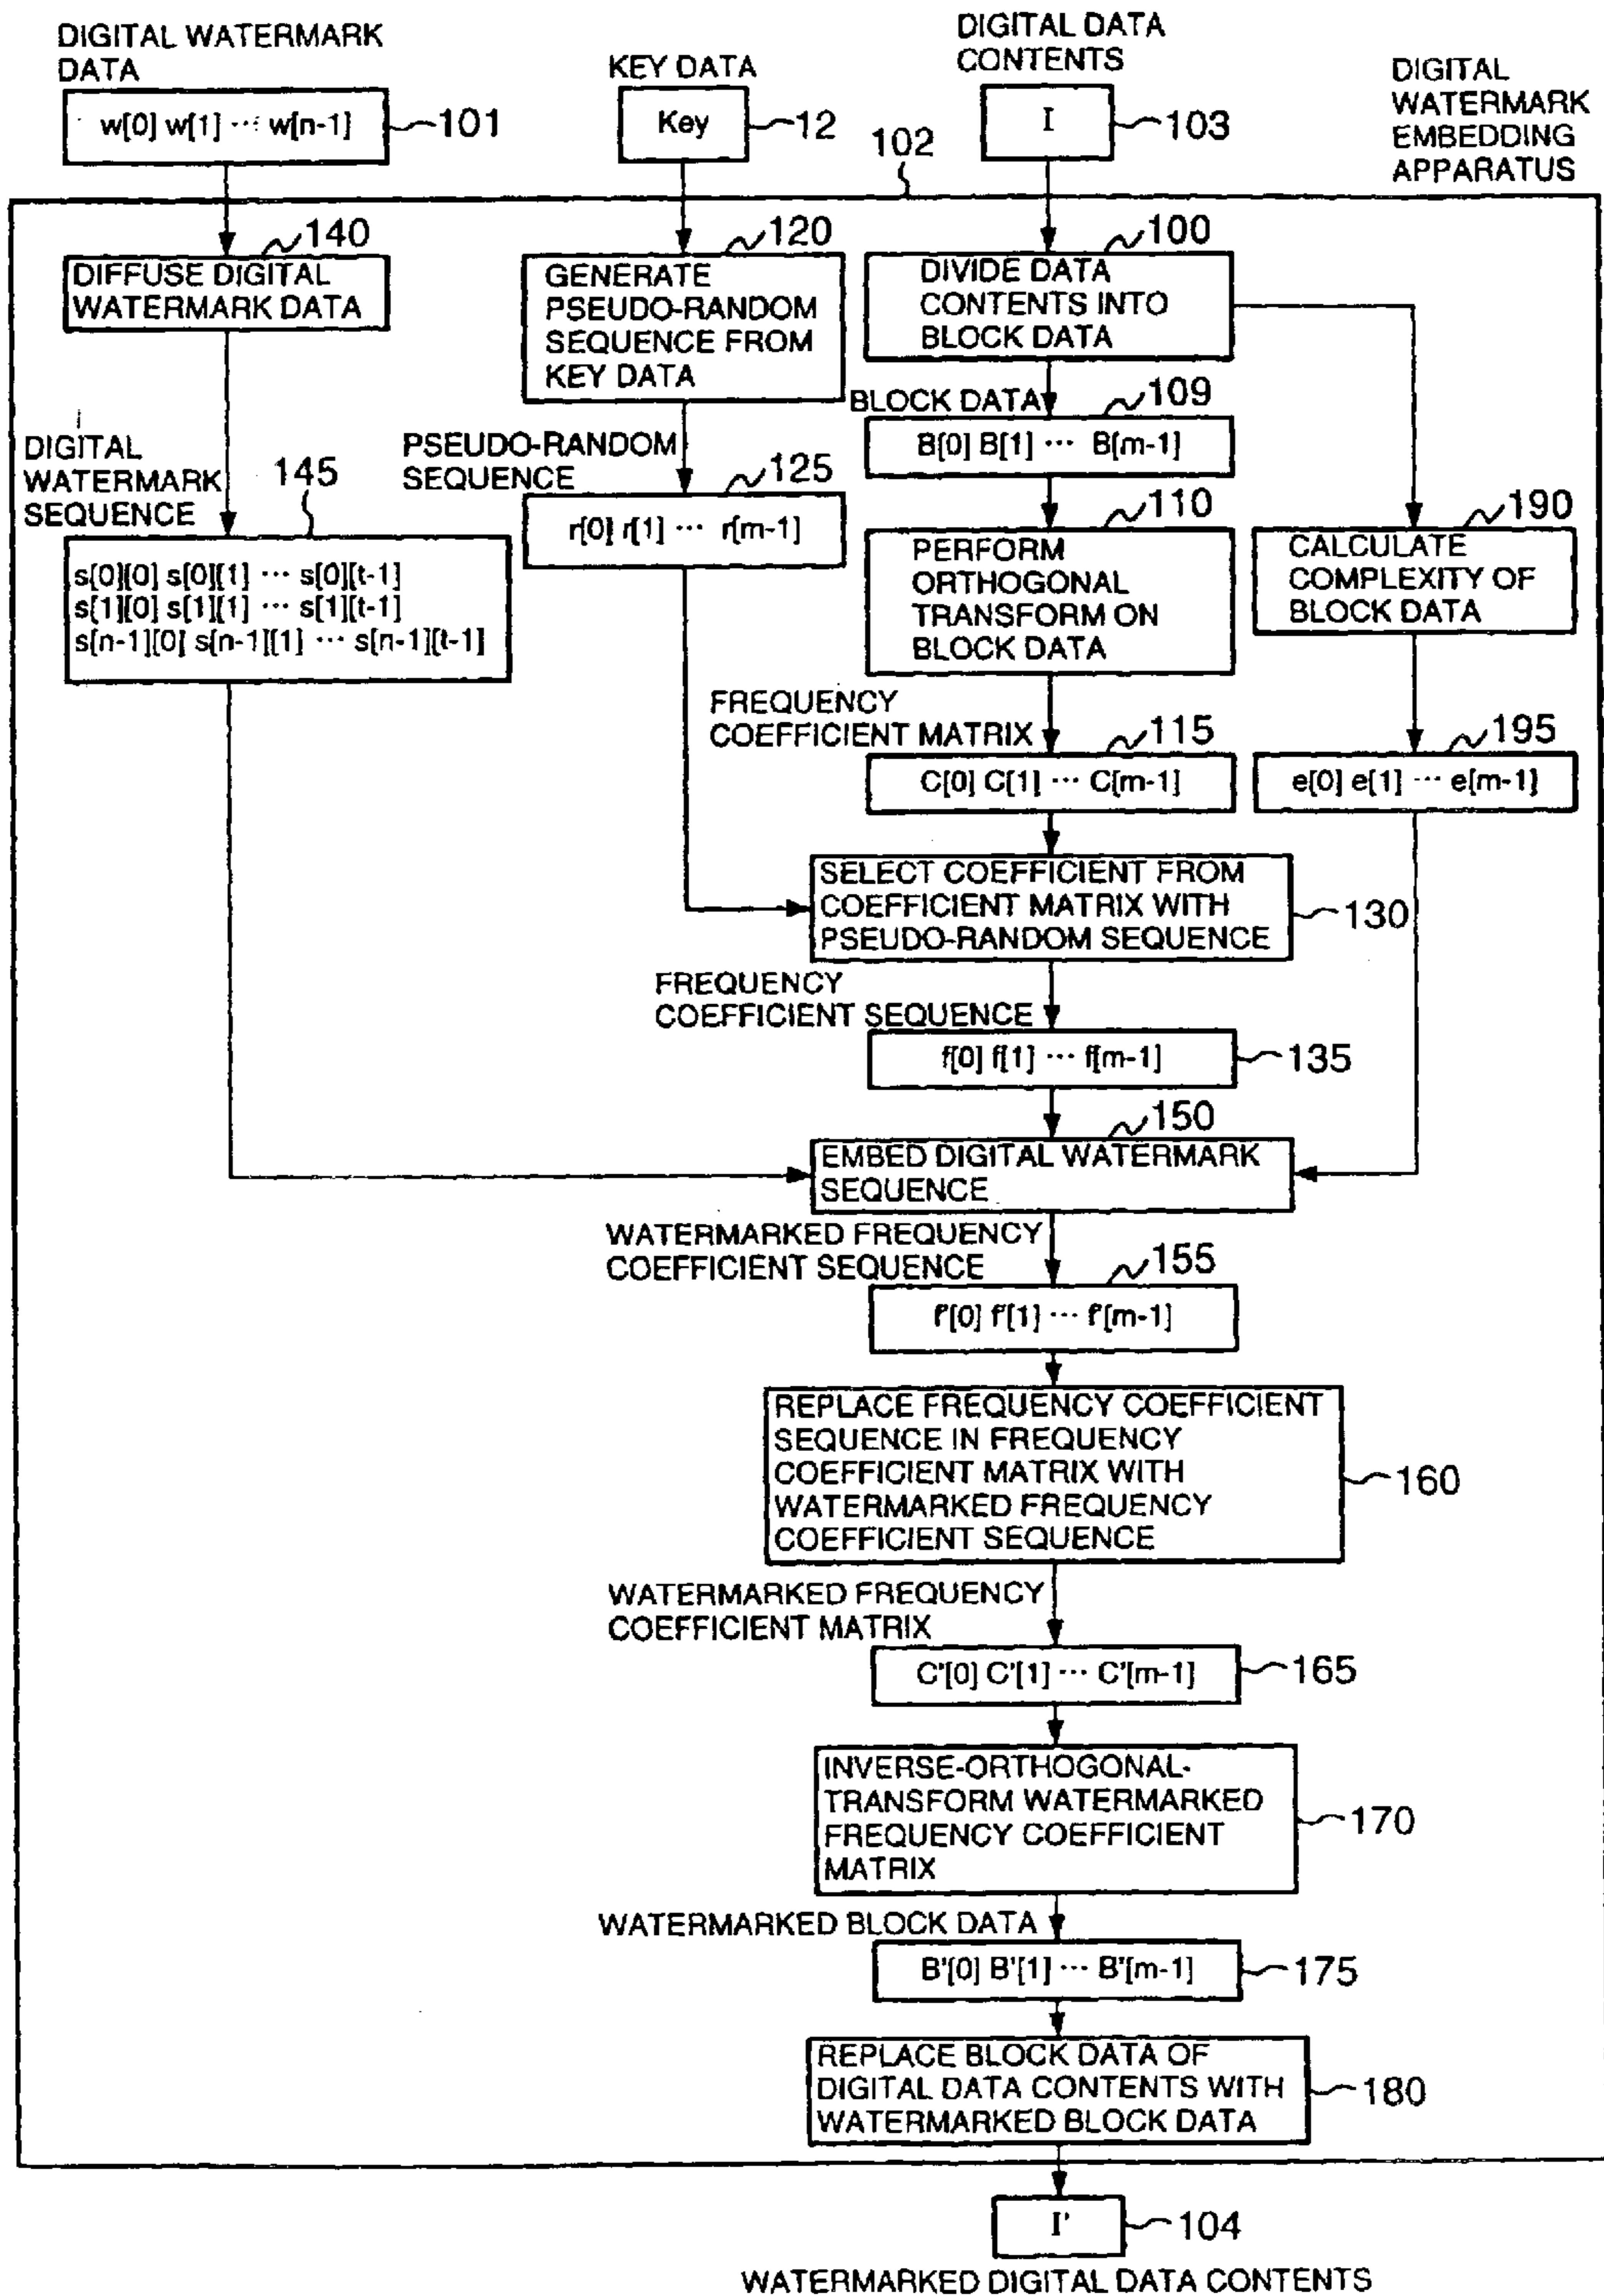 DIGITAL WATERMARK
DATA
w[0] w[1] ··· w[n-1]
101
KEY DATA
Key
12
DIGITAL DATA
CONTENTS
I
103
DIGITAL
WATERMARK
EMBEDDING
APPARATUS
102
140
DIFFUSE DIGITAL
WATERMARK DATA
120
GENERATE
PSEUDO-RANDOM
SEQUENCE FROM
KEY DATA
100
DIVIDE DATA
CONTENTS INTO
BLOCK DATA
BLOCK DATA
109
B[0] B[1] ··· B[m-1]
DIGITAL
WATERMARK
SEQUENCE
145
s[0][0] s[0][1] ··· s[0][t-1]
s[1][0] s[1][1] ··· s[1][t-1]
s[n-1][0] s[n-1][1] ··· s[n-1][t-1]
PSEUDO-RANDOM
SEQUENCE
125
r[0] r[1] ··· r[m-1]
110
PERFORM
ORTHOGONAL
TRANSFORM ON
BLOCK DATA
190
CALCULATE
COMPLEXITY OF
BLOCK DATA
FREQUENCY
COEFFICIENT MATRIX
115
C[0] C[1] ··· C[m-1]
195
e[0] e[1] ··· e[m-1]
SELECT COEFFICIENT FROM
COEFFICIENT MATRIX WITH
PSEUDO-RANDOM SEQUENCE
130
FREQUENCY
COEFFICIENT SEQUENCE
f[0] f[1] ··· f[m-1]
135
150
EMBED DIGITAL WATERMARK
SEQUENCE
WATERMARKED FREQUENCY
COEFFICIENT SEQUENCE
155
f'[0] f'[1] ··· f'[m-1]
REPLACE FREQUENCY COEFFICIENT
SEQUENCE IN FREQUENCY
COEFFICIENT MATRIX WITH
WATERMARKED FREQUENCY
COEFFICIENT SEQUENCE
160
WATERMARKED FREQUENCY
COEFFICIENT MATRIX
C'[0] C'[1] ··· C'[m-1]
165
INVERSE-ORTHOGONAL-
TRANSFORM WATERMARKED
FREQUENCY COEFFICIENT
MATRIX
170
WATERMARKED BLOCK DATA
B'[0] B'[1] ··· B'[m-1]
175
REPLACE BLOCK DATA OF
DIGITAL DATA CONTENTS WITH
WATERMARKED BLOCK DATA
180
I'
104
WATERMARKED DIGITAL DATA CONTENTS